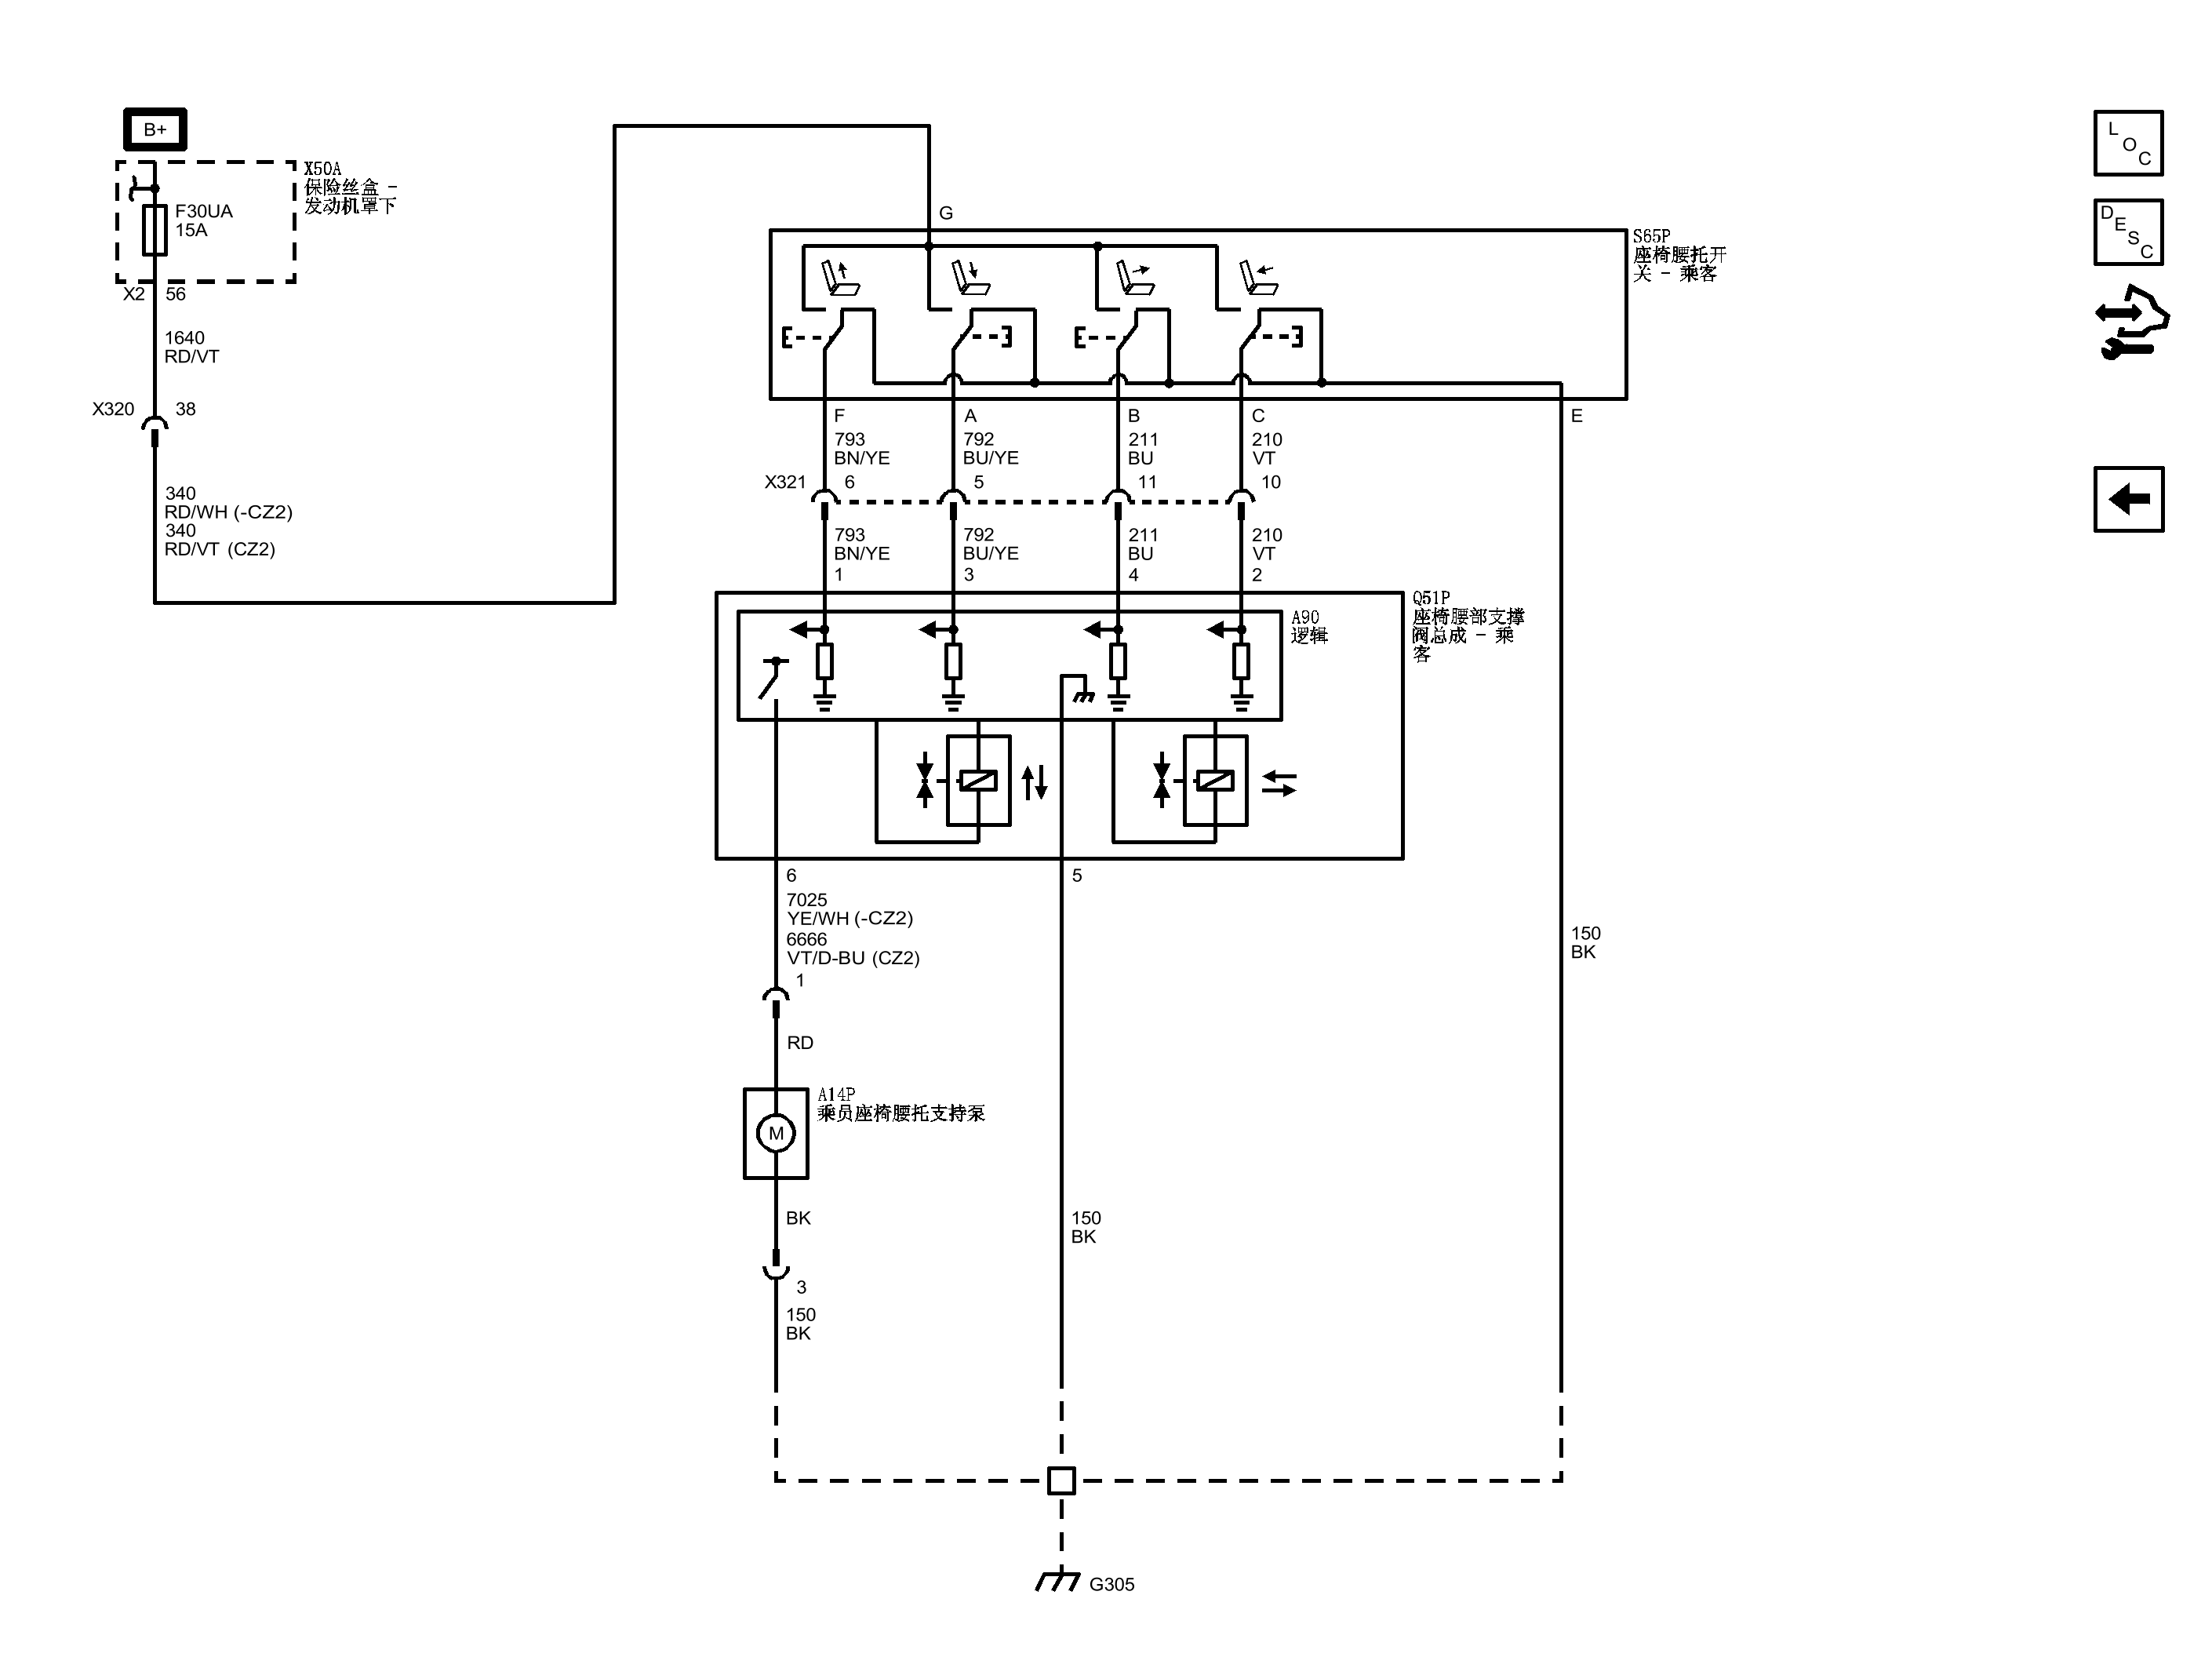 B+
X50A
保险丝盒 -
发动机罩下
F30UA
15A
X2 56
1640
RD/VT
X320 38
340
RD/WH (-CZ2)
340
RD/VT (CZ2)
G
S65P
座椅腰托开
关 - 乘客
F A B C E
793
BN/YE
792
BU/YE
211
BU
210
VT
X321 6 5 11 10
793
BN/YE
792
BU/YE
211
BU
210
VT
1 3 4 2
Q51P
座椅腰部支撑
阀总成 - 乘
客
A90
逻辑
6 5
7025
YE/WH (-CZ2)
6666
VT/D-BU (CZ2)
1
RD
A14P
乘员座椅腰托支持泵
M
BK
3
150
BK
150
BK
150
BK
G305
LOC
DESC